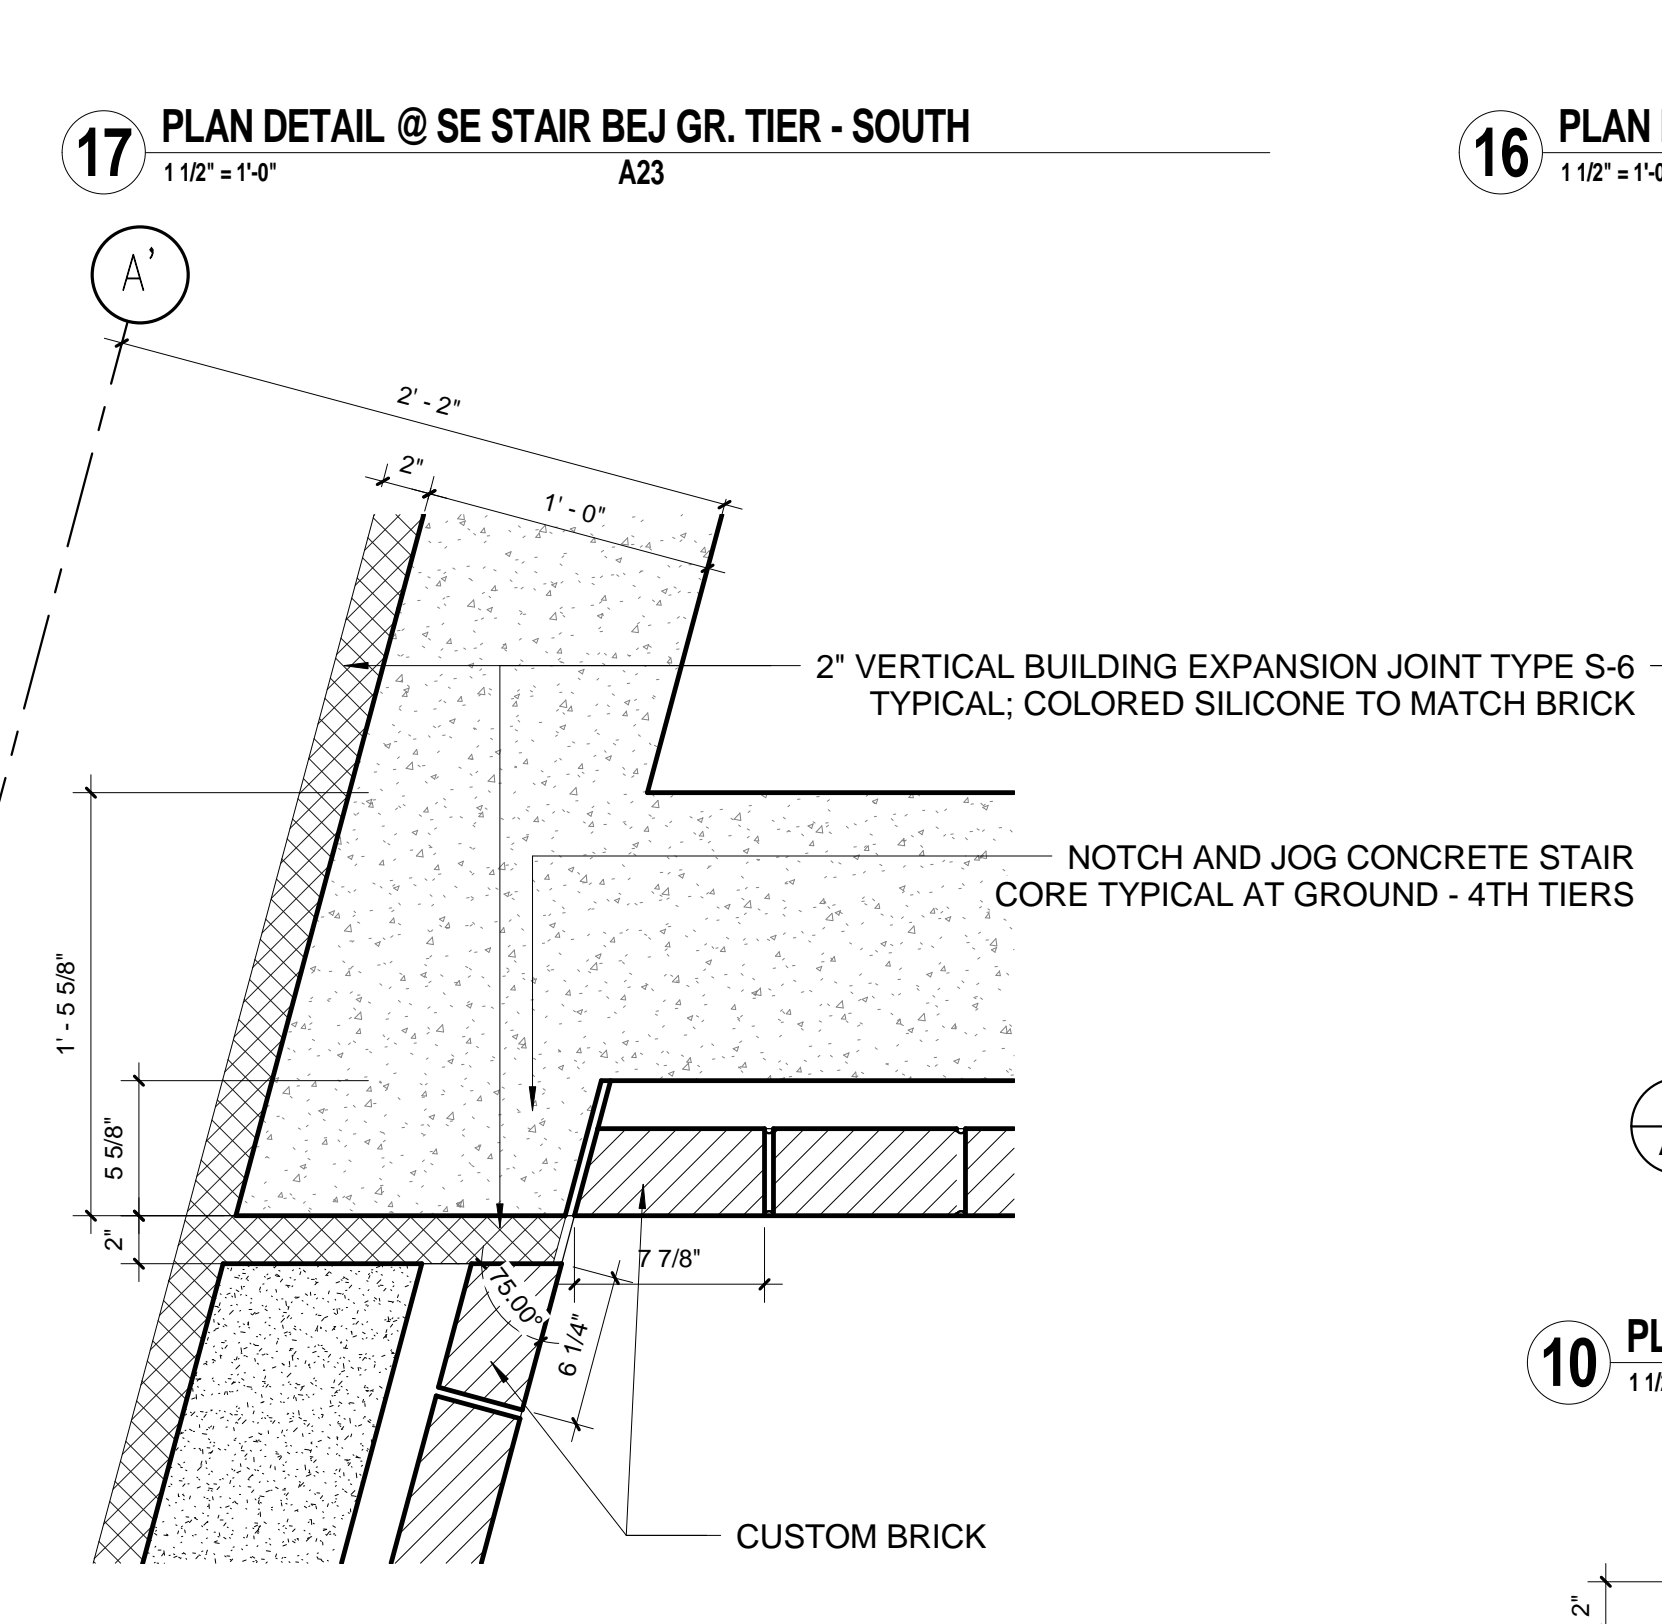 17
PLAN DETAIL @ SE STAIR BEJ GR. TIER - SOUTH
1 1/2" = 1'-0"
A23
16
PLAN
1 1/2" = 1'-0
A’
2' - 2"
2"
1' - 0"
2" VERTICAL BUILDING EXPANSION JOINT TYPE S-6
TYPICAL; COLORED SILICONE TO MATCH BRICK
NOTCH AND JOG CONCRETE STAIR
CORE TYPICAL AT GROUND - 4TH TIERS
1' - 5 5/8"
5 5/8"
2"
7 7/8"
75.00°
6 1/4"
CUSTOM BRICK
10
PL
1 1/
2"